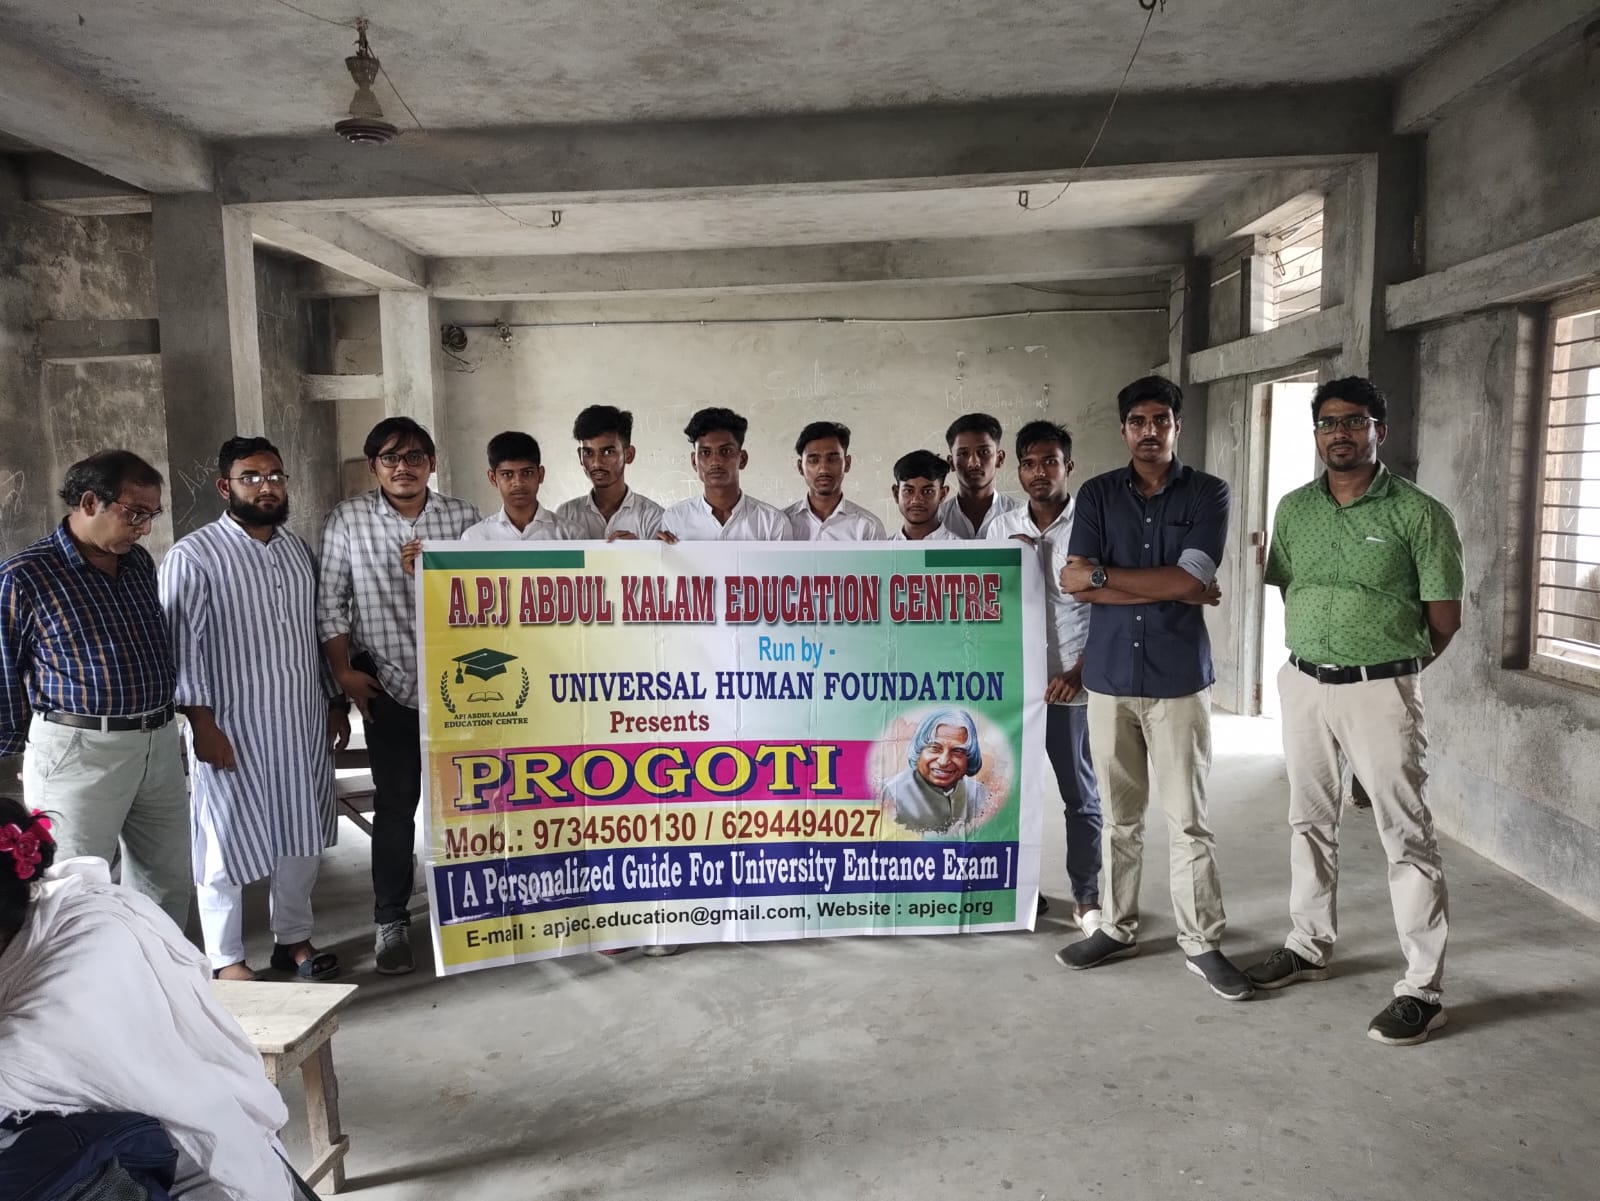 A.P.J ABDUL KALAM EDUCATION CENTRE
Run by -
UNIVERSAL HUMAN FOUNDATION
APJ ABDUL KALAM
EDUCATION CENTRE
Presents
PROGOTI
Mob.: 9734560130 / 6294494027
[ A Personalized Guide For University Entrance Exam ]
E-mail : apjec.education@gmail.com, Website : apjec.org